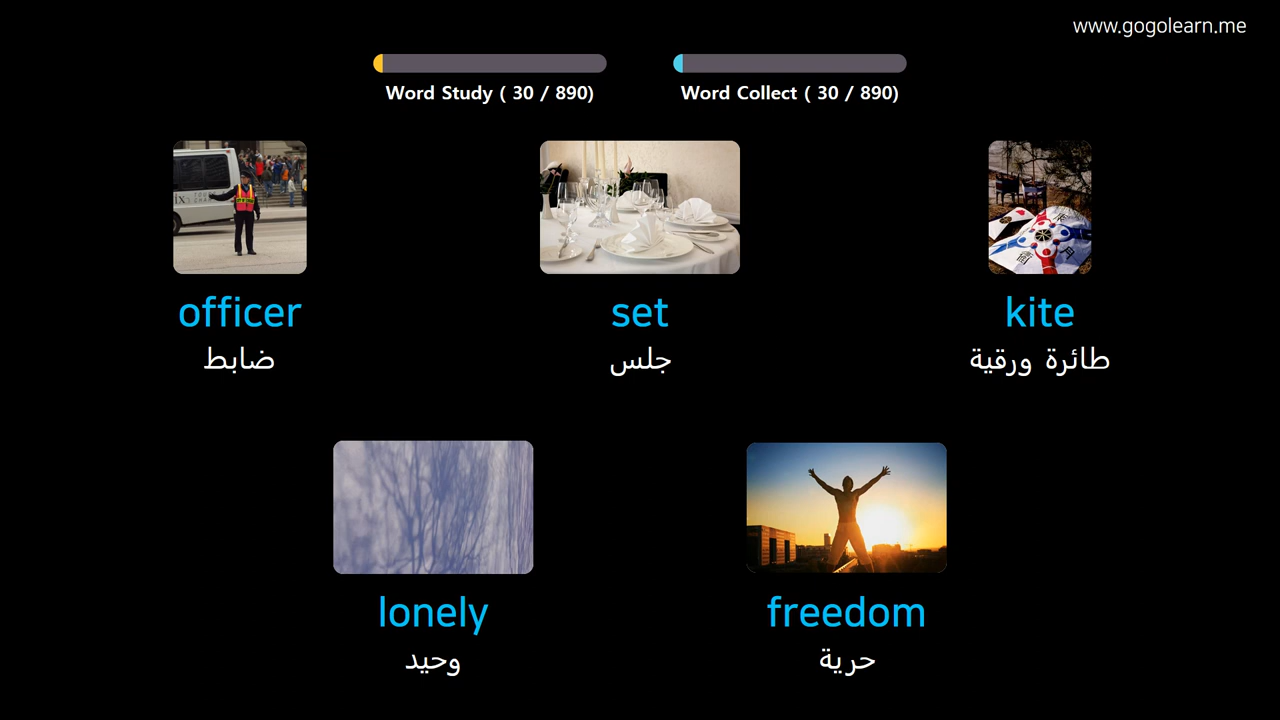 www.gogolearn.me
Word Study ( 30 / 890)
Word Collect ( 30 / 890)
officer
ضابط
set
جلس
kite
طائرة ورقية
lonely
وحيد
freedom
حرية